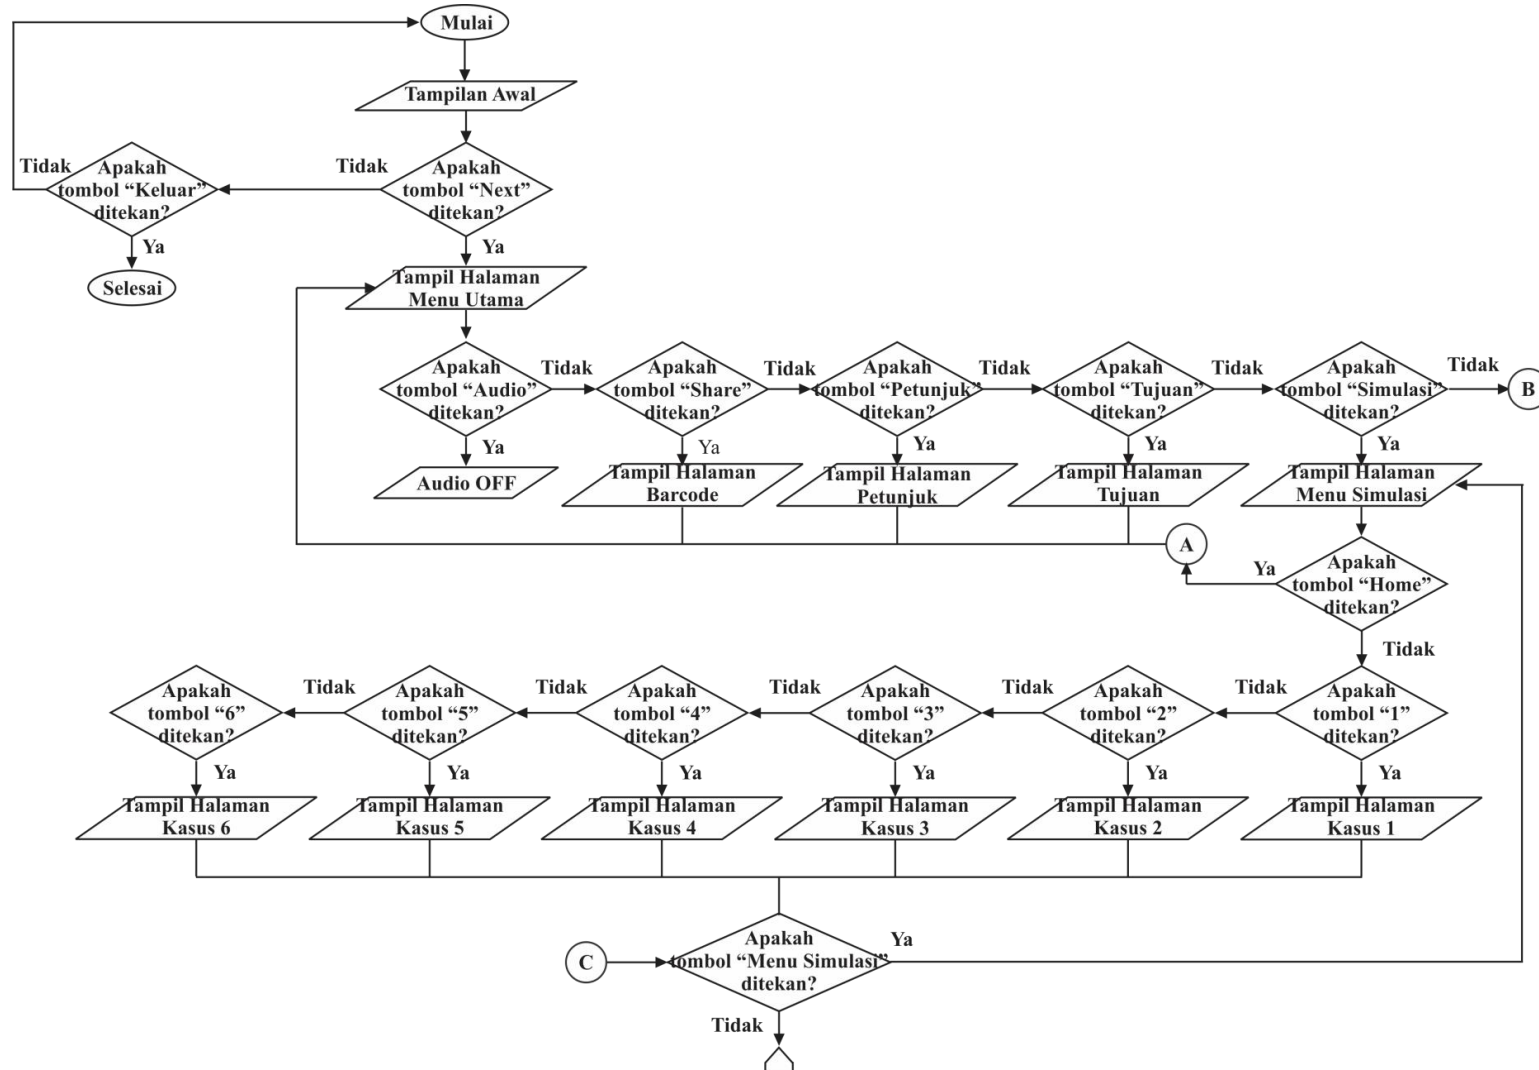 Mulai
Tampilan Awal
Tidak
Apakah
tombol “Keluar”
ditekan?
Tidak
Apakah
tombol “Next”
ditekan?
Ya
Ya
Selesai
Tampil Halaman
Menu Utama
Apakah
tombol “Audio”
ditekan?
Tidak
Apakah
tombol “Share”
ditekan?
Tidak
Apakah
tombol “Petunjuk”
ditekan?
Tidak
Apakah
tombol “Tujuan”
ditekan?
Tidak
Apakah
tombol “Simulasi”
ditekan?
Tidak
B
Ya
Ya
Ya
Ya
Ya
Audio OFF
Tampil Halaman
Barcode
Tampil Halaman
Petunjuk
Tampil Halaman
Tujuan
Tampil Halaman
Menu Simulasi
A
Ya
Apakah
tombol “Home”
ditekan?
Tidak
Apakah
tombol “6”
ditekan?
Tidak
Apakah
tombol “5”
ditekan?
Tidak
Apakah
tombol “4”
ditekan?
Tidak
Apakah
tombol “3”
ditekan?
Tidak
Apakah
tombol “2”
ditekan?
Tidak
Apakah
tombol “1”
ditekan?
Ya
Ya
Ya
Ya
Ya
Ya
Tampil Halaman
Kasus 6
Tampil Halaman
Kasus 5
Tampil Halaman
Kasus 4
Tampil Halaman
Kasus 3
Tampil Halaman
Kasus 2
Tampil Halaman
Kasus 1
C
Apakah
tombol “Menu Simulasi”
ditekan?
Ya
Tidak